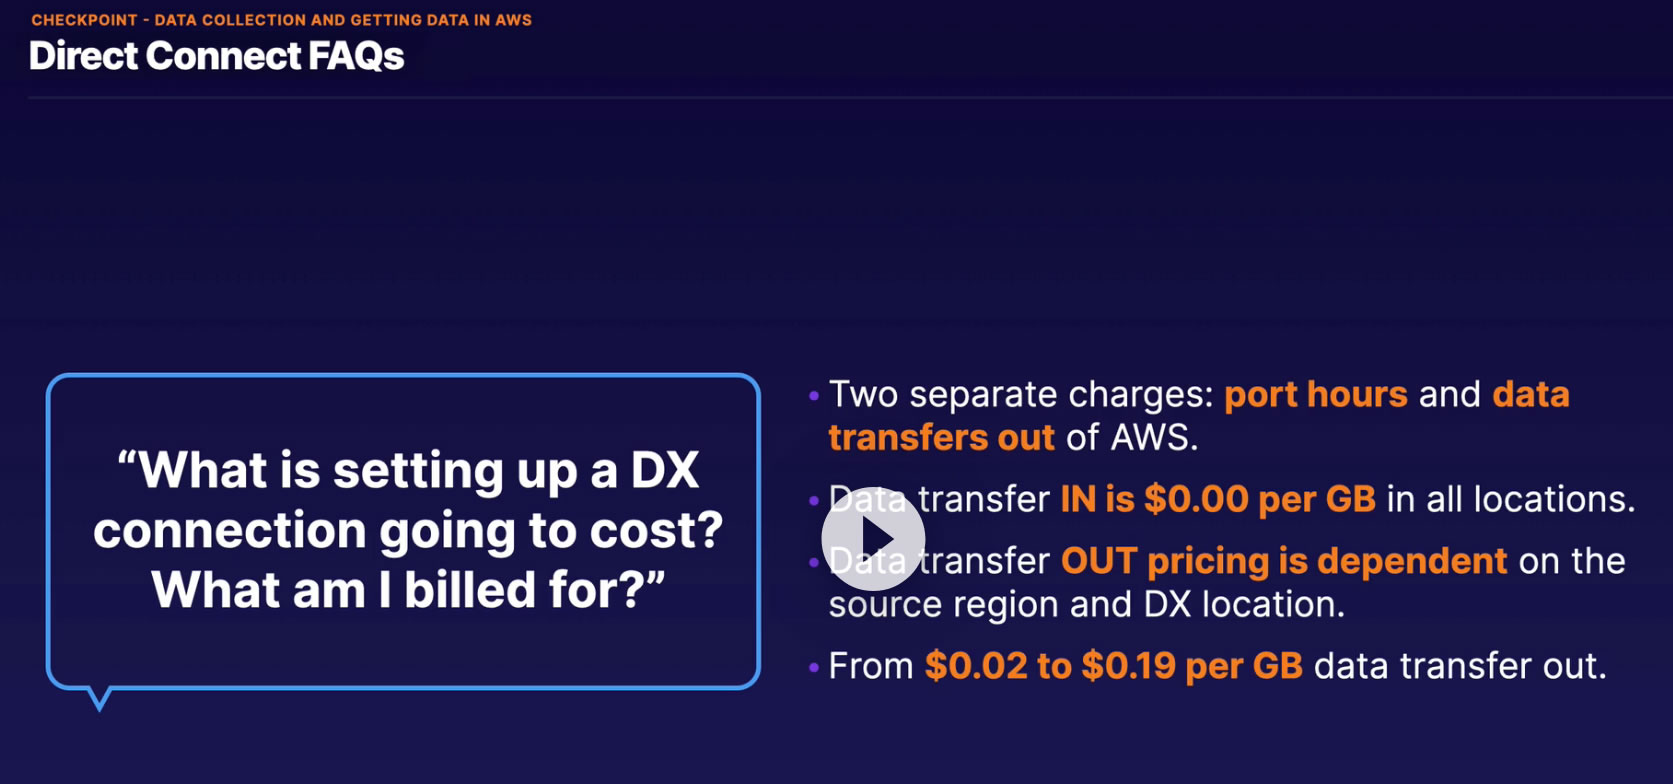 CHECKPOINT - DATA COLLECTION AND GETTING DATA IN AWS
Direct Connect FAQs
“What is setting up a DX
connection going to cost?
What am I billed for?”
• Two separate charges: port hours and data
transfers out of AWS.
• Data transfer IN is $0.00 per GB in all locations.
• Data transfer OUT pricing is dependent on the
source region and DX location.
• From $0.02 to $0.19 per GB data transfer out.